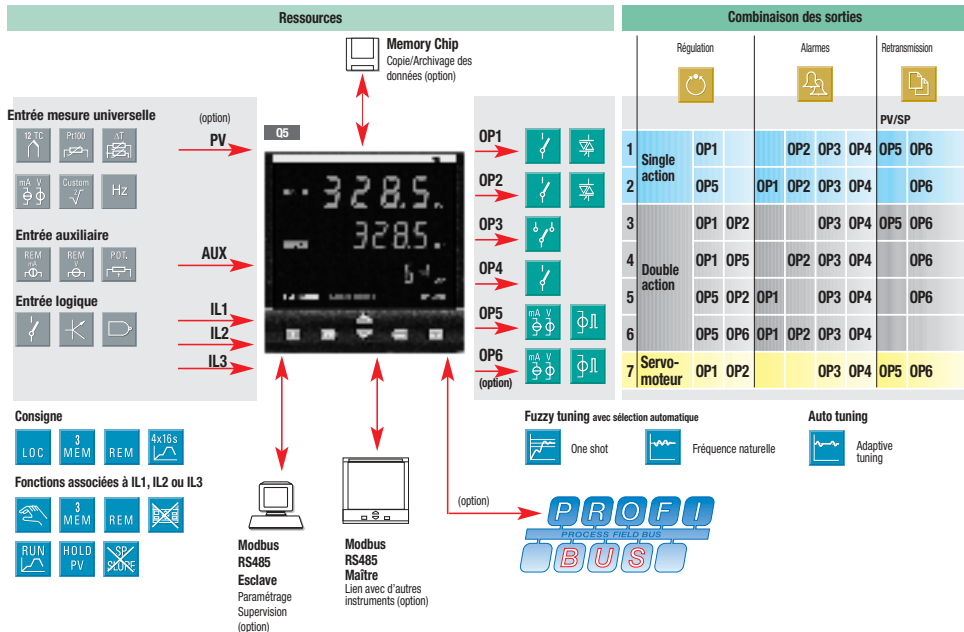 Ressources
Memory Chip
Copie/Archivage des
données (option)
Entrée mesure universelle
(option)
PV
12 TC
Pt100
ΔT
mA V
Custom
Hz
Entrée auxiliaire
AUX
REM
mA
REM
V
POT.
Entrée logique
IL1
IL2
IL3
Q5
328.5
328.5
OP1
OP2
OP3
OP4
OP5
mA V
OP6
(option)
mA V
Consigne
LOC
3
MEM
REM
4x16s
Fonctions associées à IL1, IL2 ou IL3
3
MEM
REM
RUN
HOLD
PV
SP
SLOPE
Modbus
RS485
Esclave
Paramétrage
Supervision
(option)
Modbus
RS485
Maître
Lien avec d'autres
instruments (option)
(option)
PROFI
PROCESS FIELD BUS
BUS
Combinaison des sorties
Régulation
Alarmes
Retransmission
PV/SP
1 Single action OP1 OP2 OP3 OP4 OP5 OP6
2 OP5 OP1 OP2 OP3 OP4 OP6
3 OP1 OP2 OP3 OP4 OP5 OP6
4 Double action OP1 OP5 OP2 OP3 OP4 OP6
5 OP5 OP2 OP1 OP3 OP4 OP6
6 OP5 OP6 OP1 OP2 OP3 OP4
7 Servo-moteur OP1 OP2 OP3 OP4 OP5 OP6
Fuzzy tuning avec sélection automatique
One shot
Fréquence naturelle
Auto tuning
Adaptive
tuning